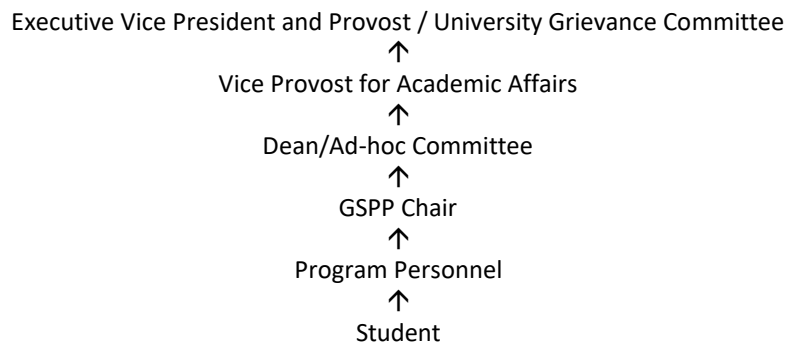 Executive Vice President and Provost / University Grievance Committee
↑
Vice Provost for Academic Affairs
↑
Dean/Ad-hoc Committee
↑
GSPP Chair
↑
Program Personnel
↑
Student